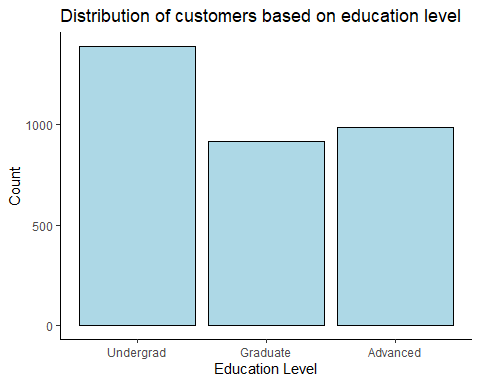 Distribution of customers based on education level
Count
1000
500
0
Undergrad Graduate Advanced
Education Level